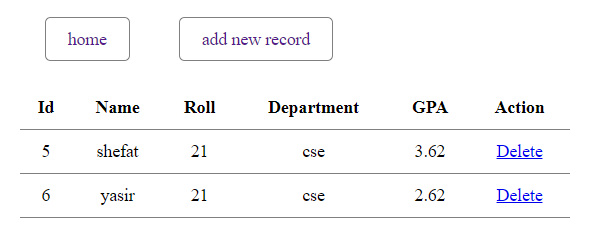 home add new record
Id Name Roll Department GPA Action
5 shefat 21 cse 3.62 Delete
6 yasir 21 cse 2.62 Delete